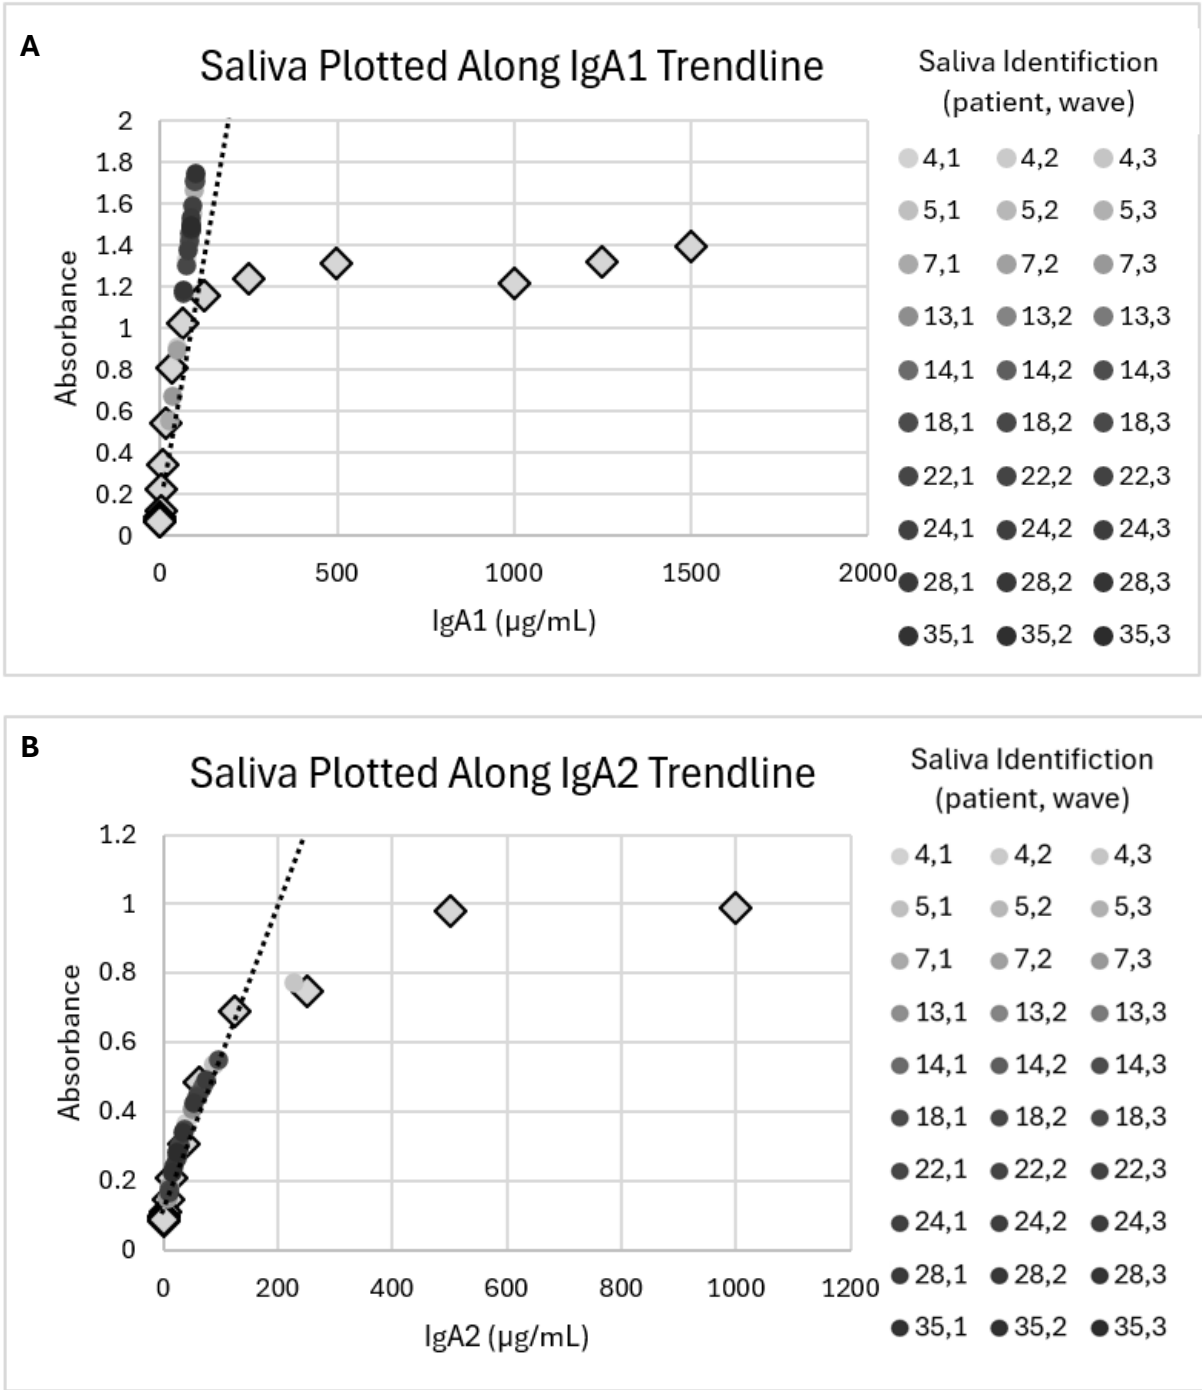 A
Saliva Plotted Along IgA1 Trendline
Saliva Identifiction
(patient, wave)
2
1.8
1.6
1.4
1.2
1
0.8
0.6
0.4
0.2
0
Absorbance
0 500 1000 1500 2000
IgA1 (µg/mL)
4,1 4,2 4,3
5,1 5,2 5,3
7,1 7,2 7,3
13,1 13,2 13,3
14,1 14,2 14,3
18,1 18,2 18,3
22,1 22,2 22,3
24,1 24,2 24,3
28,1 28,2 28,3
35,1 35,2 35,3
B
Saliva Plotted Along IgA2 Trendline
Saliva Identifiction
(patient, wave)
1.2
1
0.8
0.6
0.4
0.2
0
Absorbance
0 200 400 600 800 1000 1200
IgA2 (µg/mL)
4,1 4,2 4,3
5,1 5,2 5,3
7,1 7,2 7,3
13,1 13,2 13,3
14,1 14,2 14,3
18,1 18,2 18,3
22,1 22,2 22,3
24,1 24,2 24,3
28,1 28,2 28,3
35,1 35,2 35,3